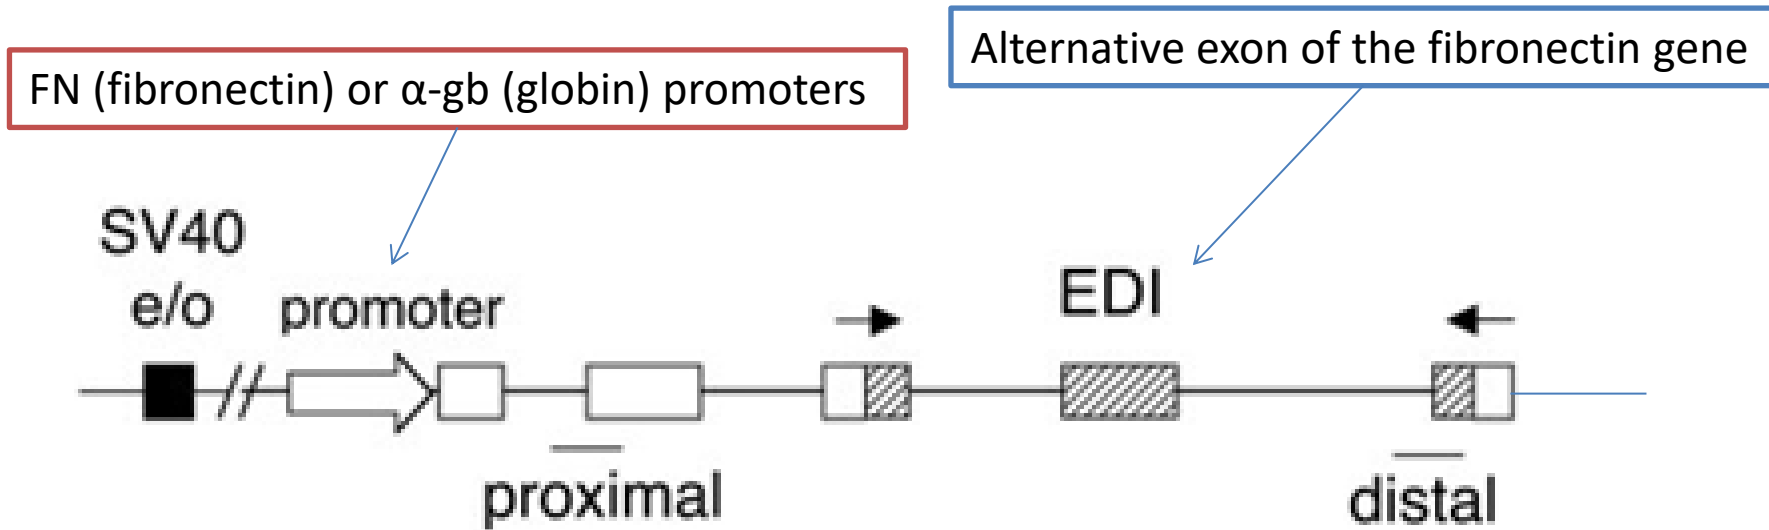 Alternative exon of the fibronectin gene
FN (fibronectin) or α-gb (globin) promoters
SV40
e/o
promoter
EDI
proximal
distal